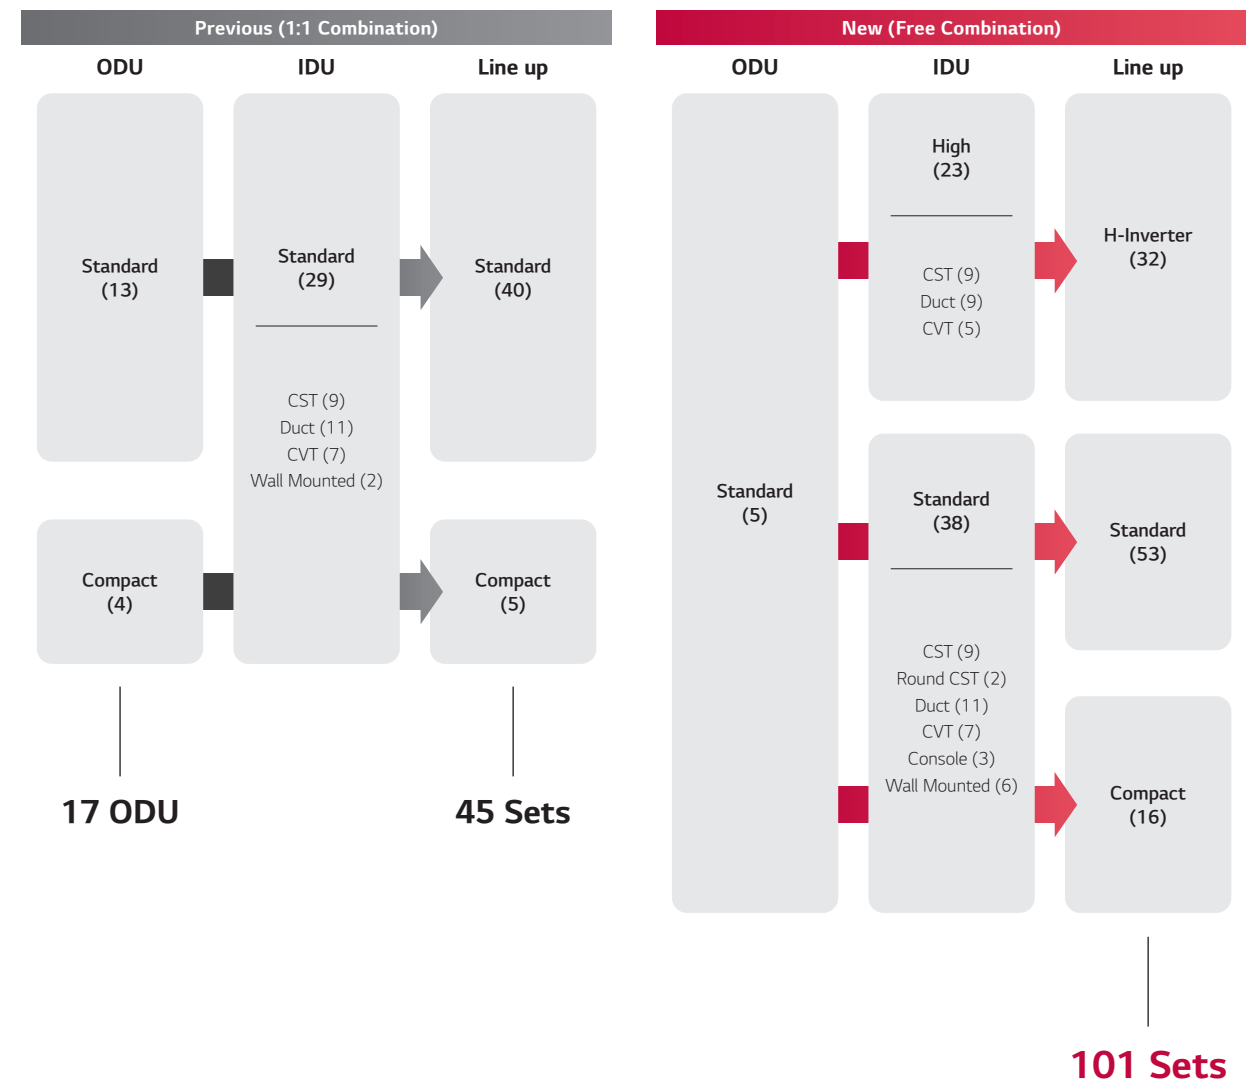 Previous (1:1 Combination)
ODU
IDU
Line up
Standard
(13)
Standard
(29)
CST (9)
Duct (11)
CVT (7)
Wall Mounted (2)
Standard
(40)
Compact
(4)
Compact
(5)
17 ODU
45 Sets
New (Free Combination)
ODU
IDU
Line up
Standard
(5)
High
(23)
CST (9)
Duct (9)
CVT (5)
H-Inverter
(32)
Standard
(38)
CST (9)
Round CST (2)
Duct (11)
CVT (7)
Console (3)
Wall Mounted (6)
Standard
(53)
Compact
(16)
101 Sets